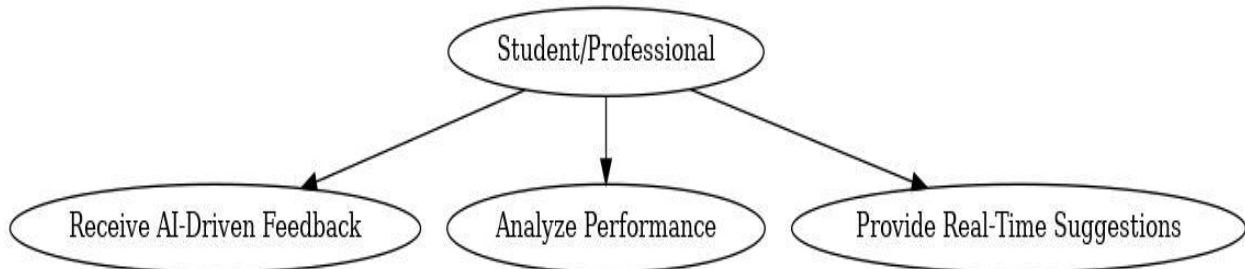 Student/Professional
Receive AI-Driven Feedback
Analyze Performance
Provide Real-Time Suggestions